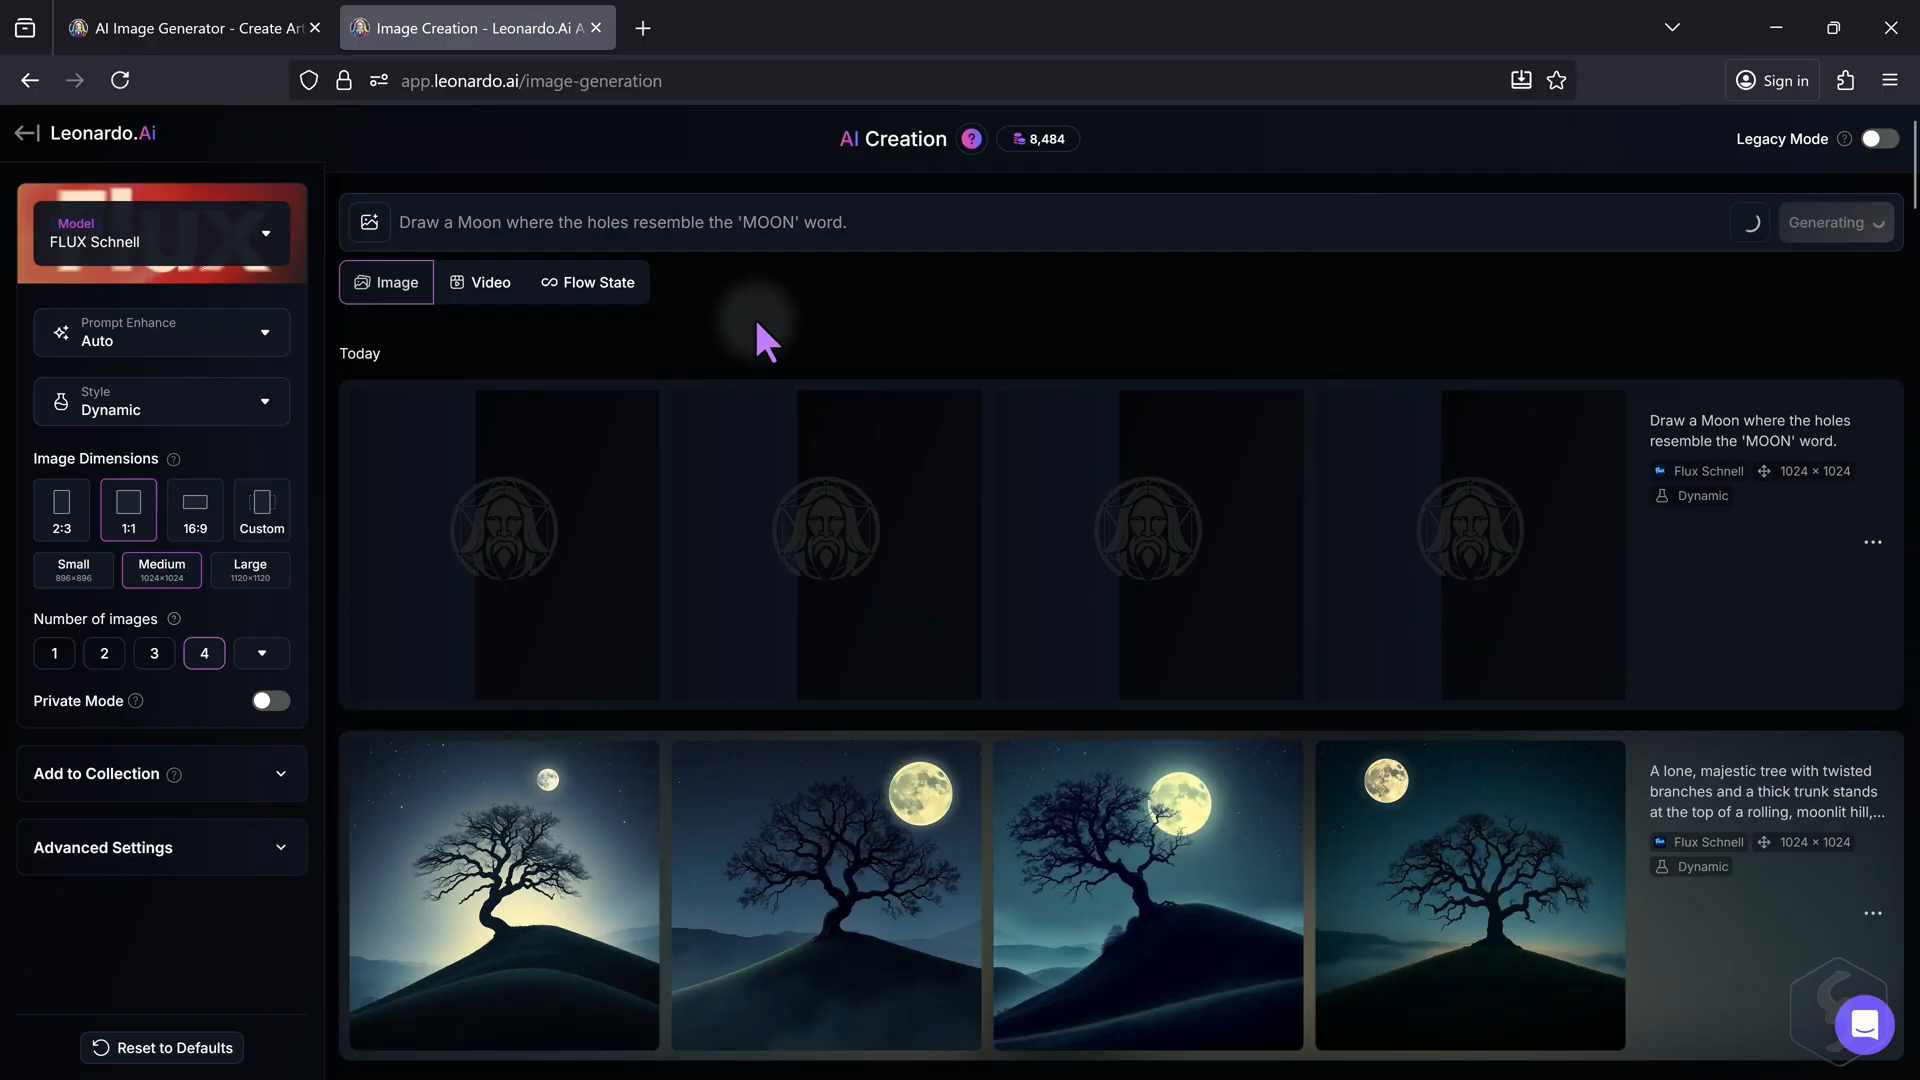 AI Image Generator - Create Art
Image Creation - Leonardo.Ai A
app.leonardo.ai/image-generation
Sign in
Leonardo.Ai
AI Creation
?
8,484
Legacy Mode
?
Model
FLUX Schnell
Draw a Moon where the holes resemble the 'MOON' word.
Generating
Image
Video
Flow State
Prompt Enhance
Auto
Today
Style
Dynamic
Draw a Moon where the holes
resemble the 'MOON' word.
Flux Schnell
1024 × 1024
Dynamic
Image Dimensions
?
2:3
1:1
16:9
Custom
Small
896×896
Medium
1024×1024
Large
1120×1120
Number of images
?
1
2
3
4
Private Mode
?
Add to Collection
?
Advanced Settings
A lone, majestic tree with twisted
branches and a thick trunk stands
at the top of a rolling, moonlit hill,...
Flux Schnell
1024 × 1024
Dynamic
Reset to Defaults